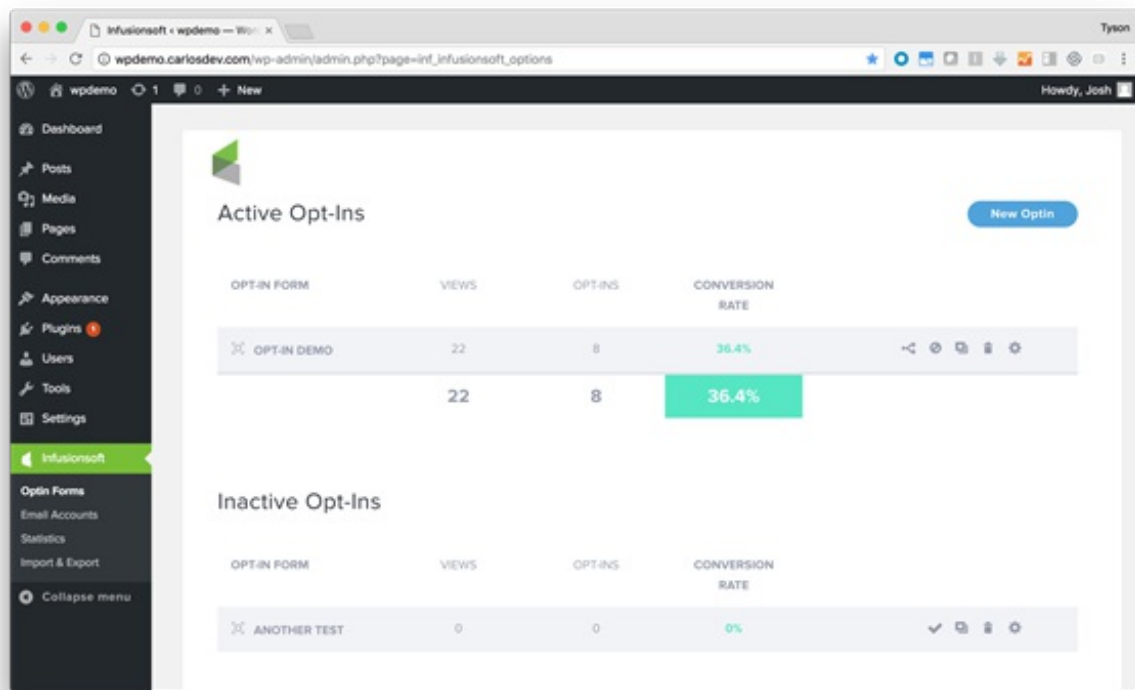 Infusionsoft ‹ wpdemo — Wor
Tyson
wpdemo.carlosdev.com/wp-admin/admin.php?page=inf_infusionsoft_options
wpdemo 1 0 + New
Howdy, Josh
Dashboard
Posts
Media
Pages
Comments
Appearance
Plugins 1
Users
Tools
Settings
Infusionsoft
Optin Forms
Email Accounts
Statistics
Import & Export
Collapse menu
Active Opt-Ins
New Optin
OPT-IN FORM VIEWS OPT-INS CONVERSION
RATE
OPT-IN DEMO 22 8 36.4%
22 8 36.4%
Inactive Opt-Ins
OPT-IN FORM VIEWS OPT-INS CONVERSION
RATE
ANOTHER TEST 0 0 0%